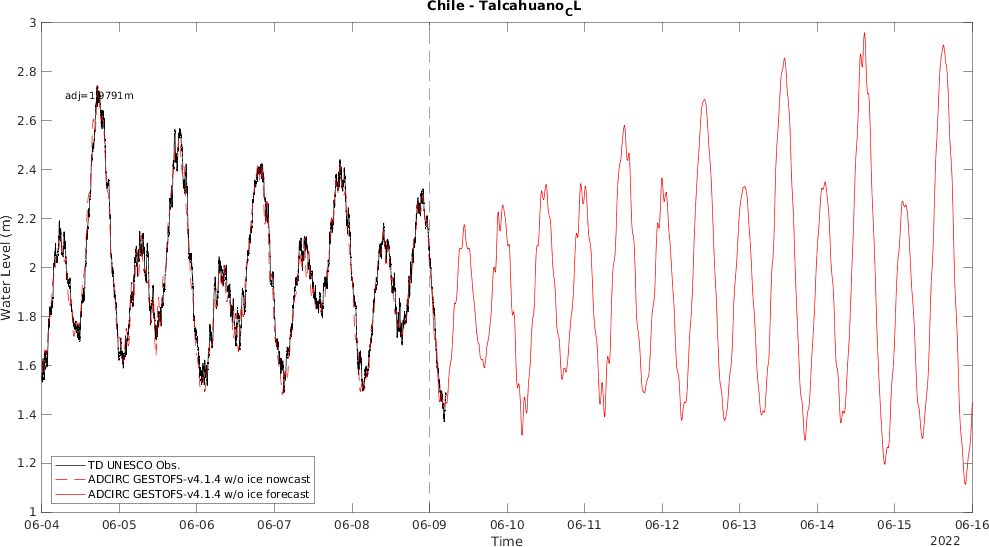 Chile - Talcahuano_CL
3
2.8
2.6
2.4
2.2
2
1.8
1.6
1.4
1.2
1
Water Level (m)
adj=1.9791m
TD UNESCO Obs.
ADCIRC GESTOFS-v4.1.4 w/o ice nowcast
ADCIRC GESTOFS-v4.1.4 w/o ice forecast
06-04 06-05 06-06 06-07 06-08 06-09 06-10 06-11 06-12 06-13 06-14 06-15 06-16
Time
2022